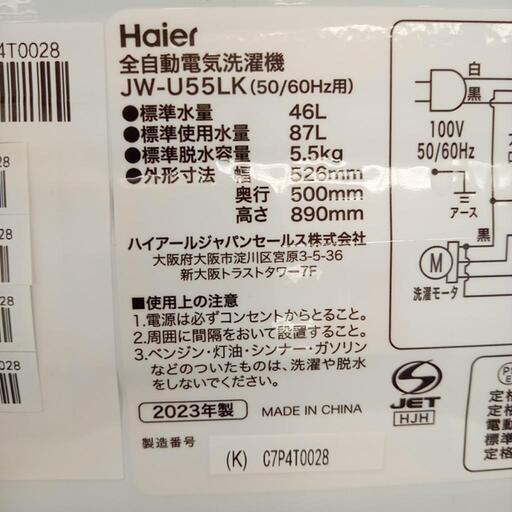 P4T0028
Haier
全自動電気洗濯機
JW-U55LK(50/60Hz用)
●標準水量 46L
●標準使用水量 87L
●標準脱水容量 5.5kg
●外形寸法 幅 526mm
奥行 500mm
高さ 890mm
ハイアールジャパンセールス株式会社
大阪府大阪市淀川区宮原3-5-36
新大阪トラストタワー7F
■使用上の注意
1.電源は必ずコンセントからとること。
2.周囲に間隔をおいて設置すること。
3.ベンジン・灯油・シンナー・ガソリン
などのついたものは、洗濯や脱水
をしないでください。
2023年製 MADE IN CHINA
製造番号 (K) C7P4T0028
白
黒
100V
50/60Hz
アース
黒
M
洗濯モータ
S
JET
HJH
定格
定格
電動
標準
定格
0028
0028
0028
0028